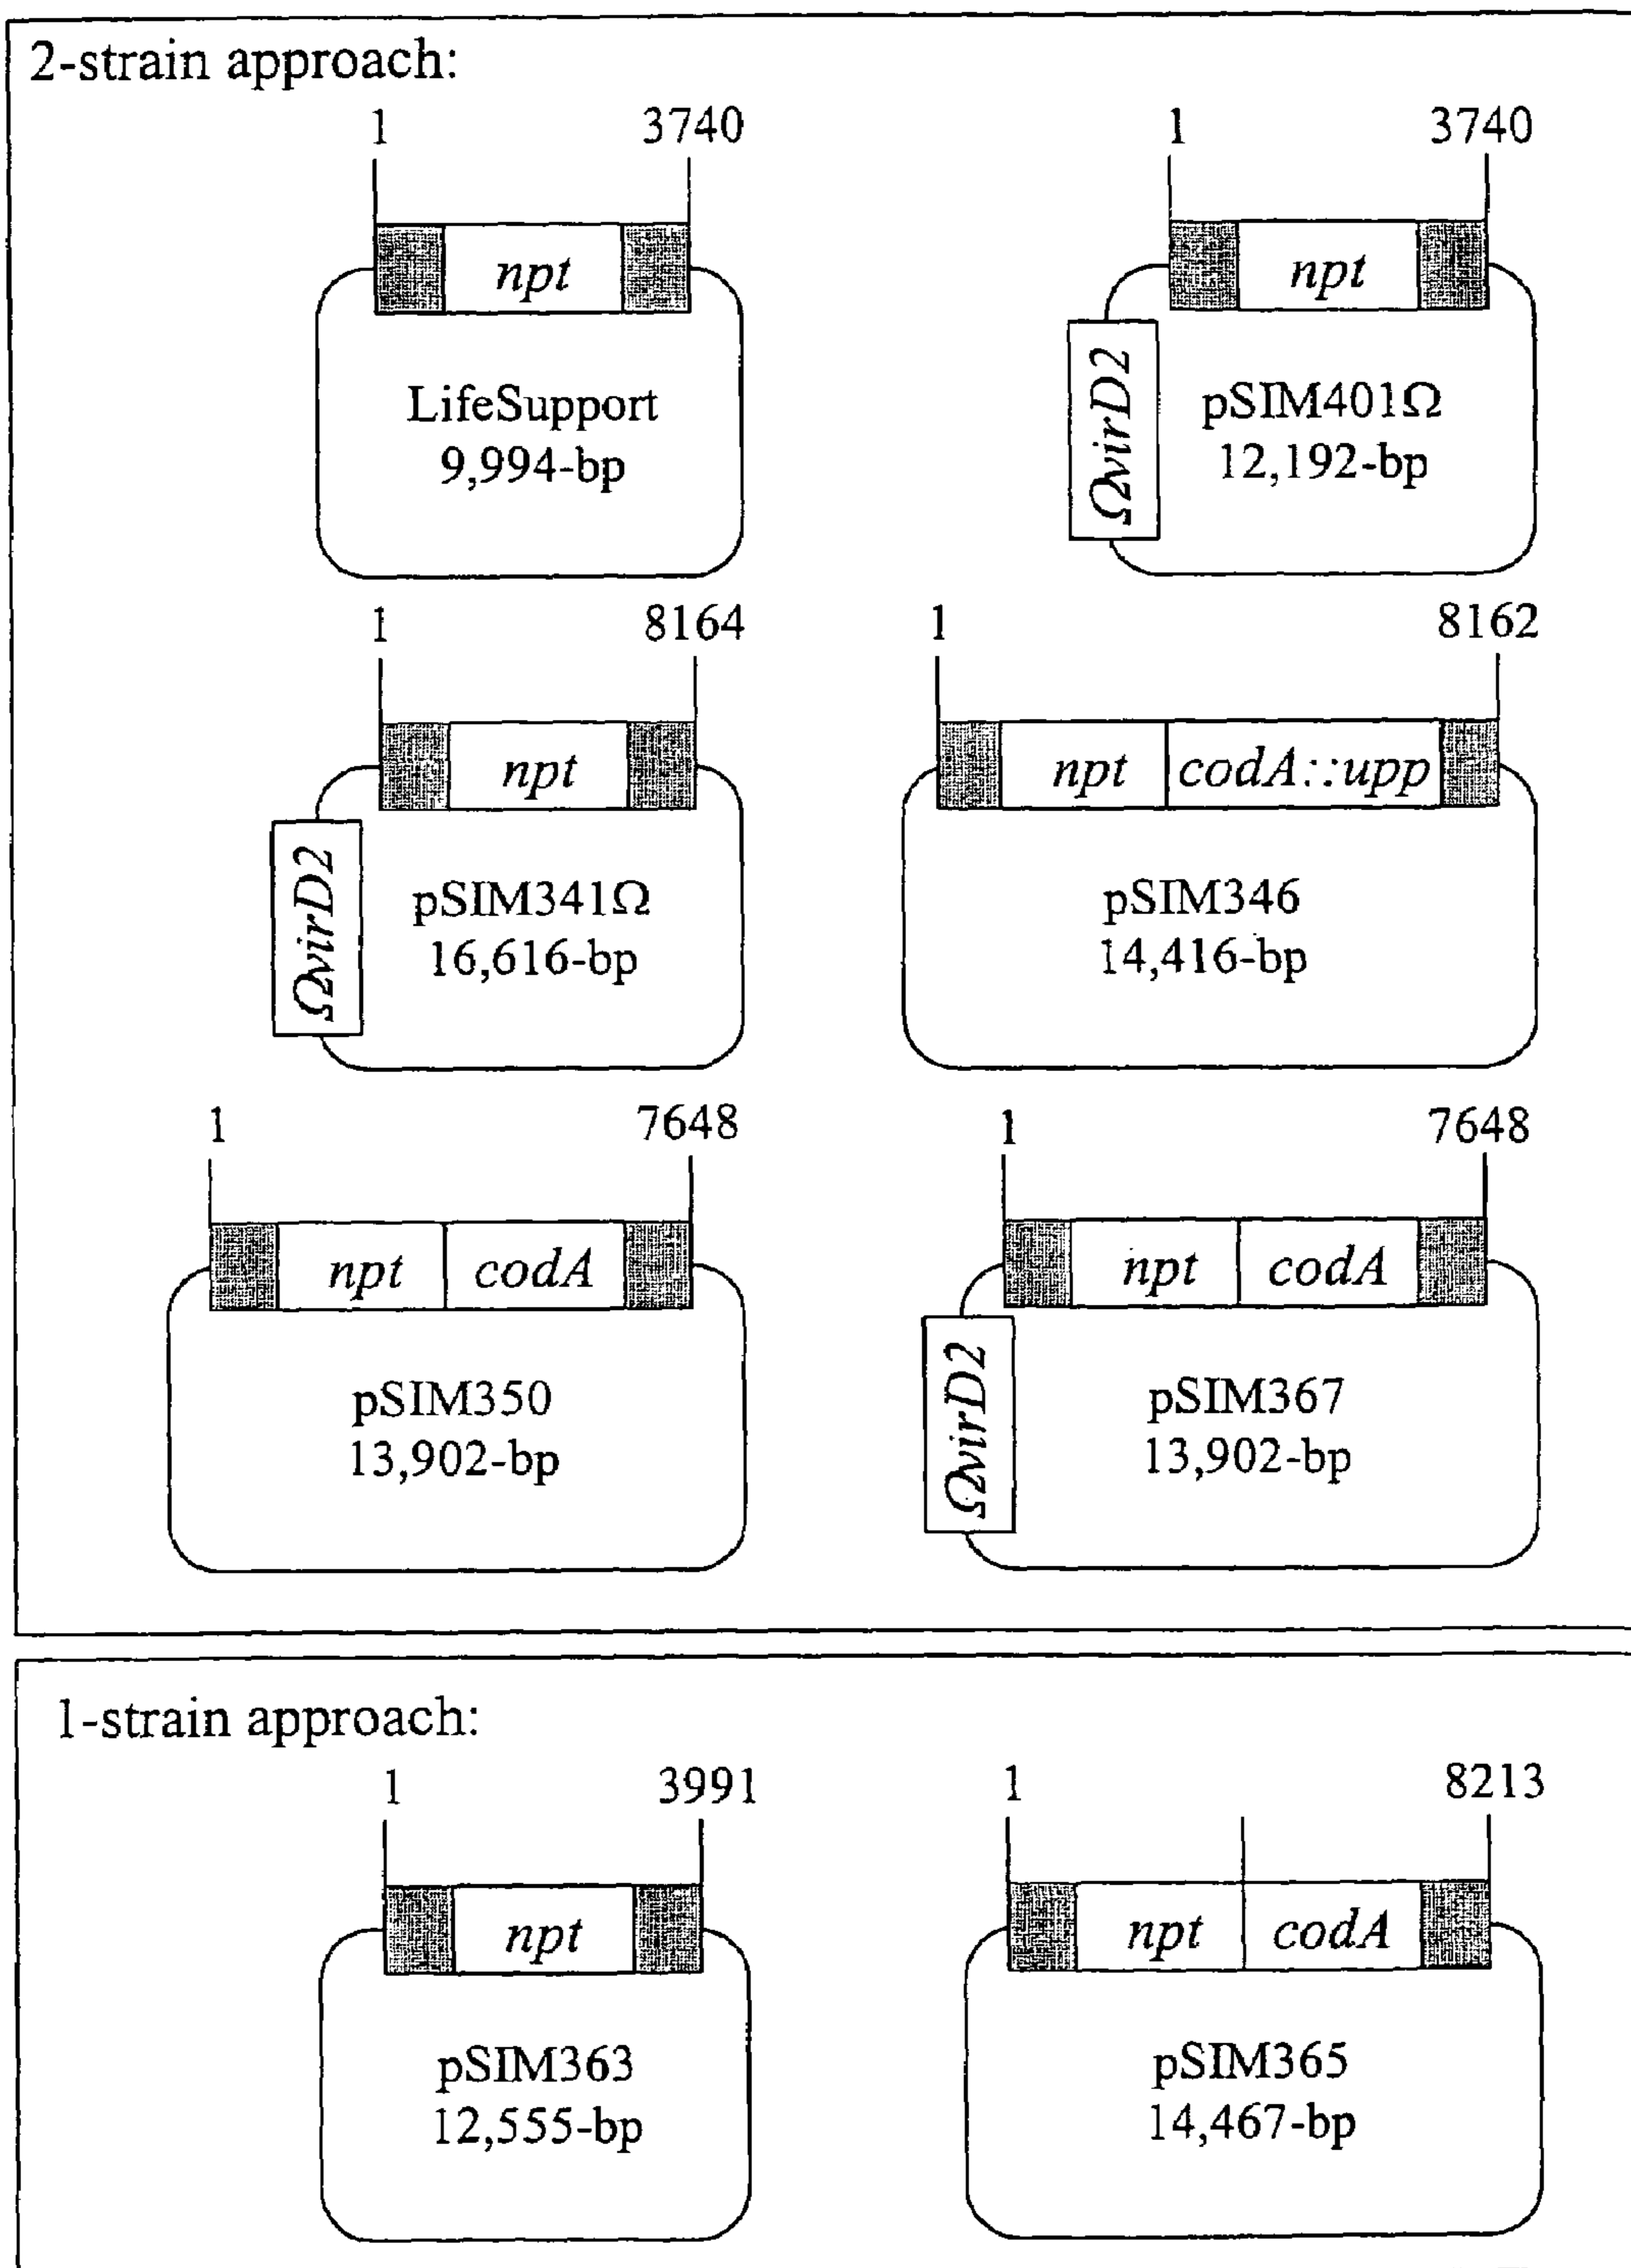 2-strain approach:
1 3740
npt
LifeSupport
9,994-bp
1 3740
npt
ΩvirD2
pSIM401Ω
12,192-bp
1 8164
npt
ΩvirD2
pSIM341Ω
16,616-bp
1 8162
npt codA::upp
pSIM346
14,416-bp
1 7648
npt codA
pSIM350
13,902-bp
1 7648
npt codA
ΩvirD2
pSIM367
13,902-bp
1-strain approach:
1 3991
npt
pSIM363
12,555-bp
1 8213
npt codA
pSIM365
14,467-bp